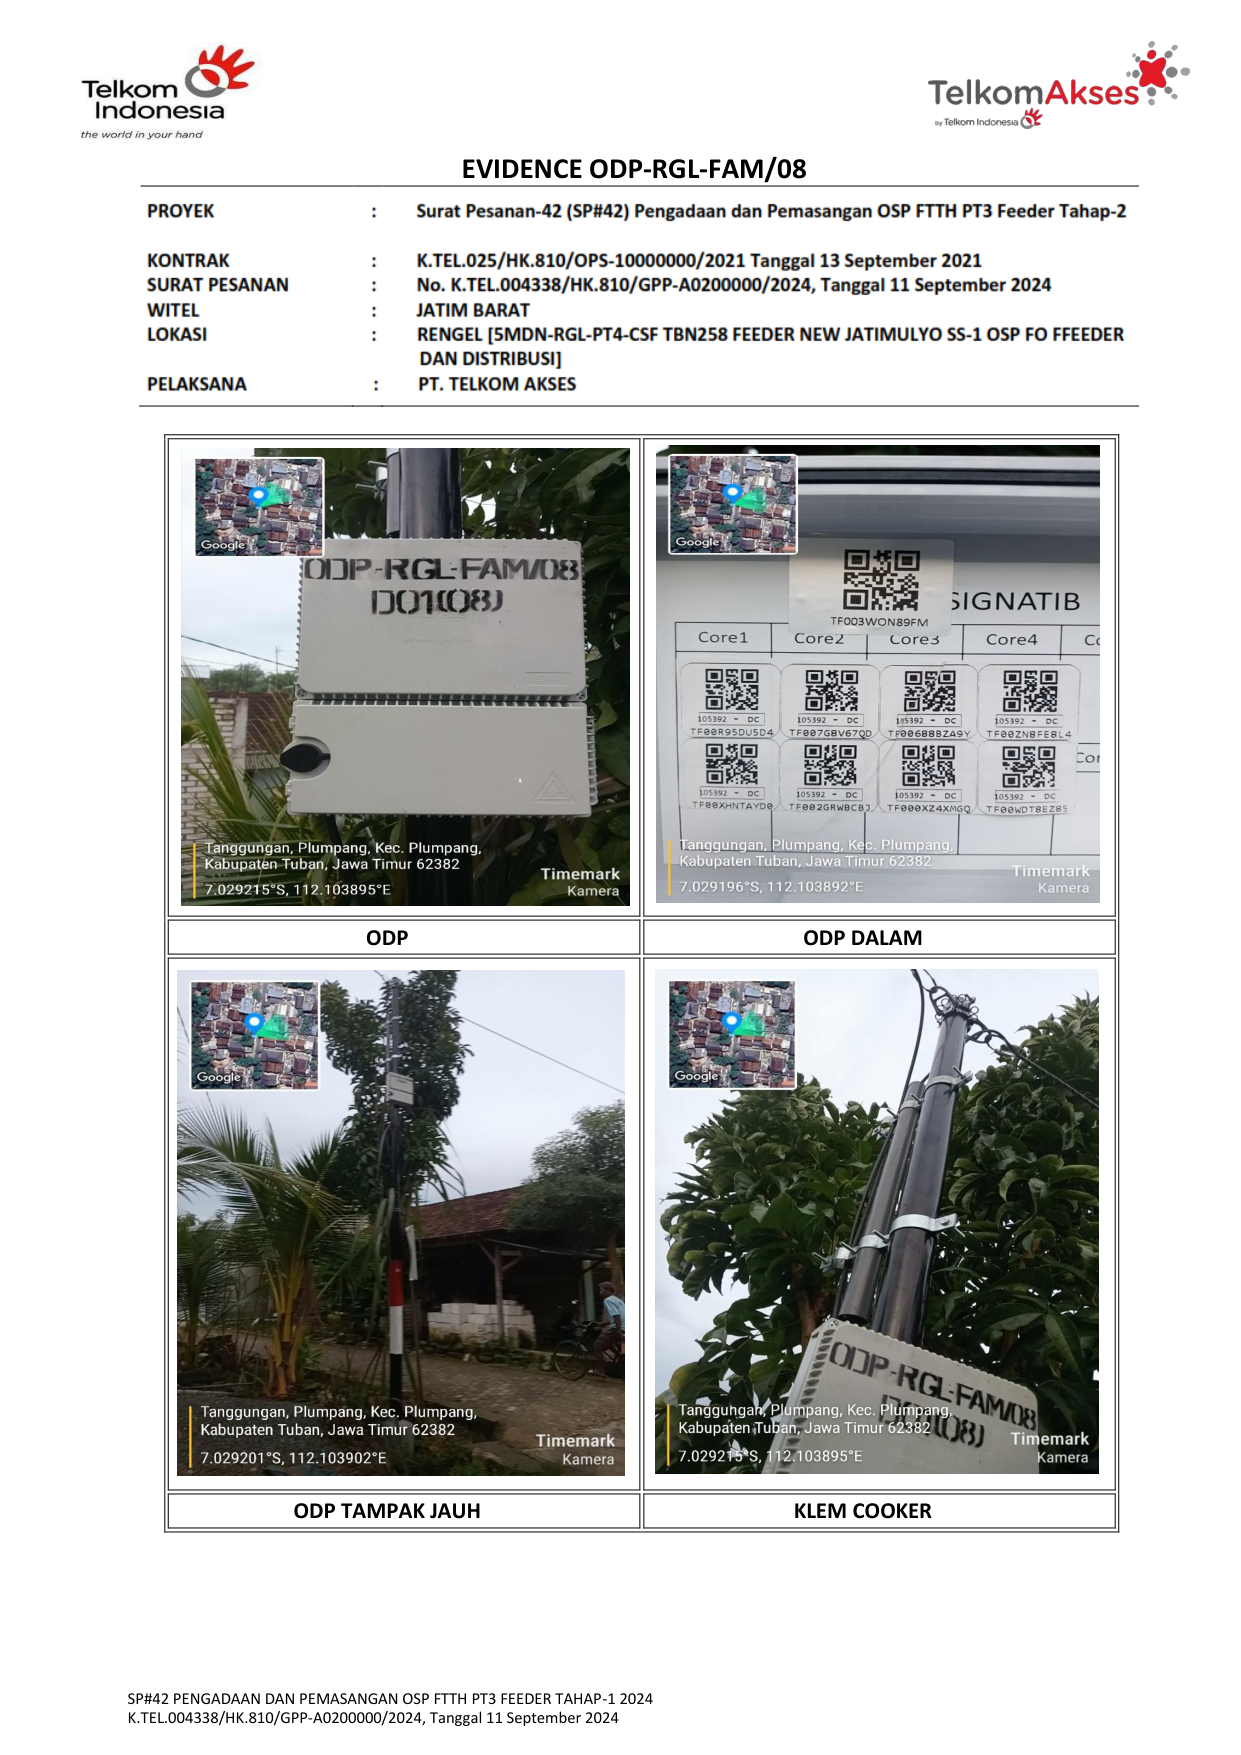 Telkom
Indonesia
the world in your hand
TelkomAkses
by Telkom Indonesia
EVIDENCE ODP-RGL-FAM/08
PROYEK : Surat Pesanan-42 (SP#42) Pengadaan dan Pemasangan OSP FTTH PT3 Feeder Tahap-2
KONTRAK : K.TEL.025/HK.810/OPS-10000000/2021 Tanggal 13 September 2021
SURAT PESANAN : No. K.TEL.004338/HK.810/GPP-A0200000/2024, Tanggal 11 September 2024
WITEL : JATIM BARAT
LOKASI : RENGEL [5MDN-RGL-PT4-CSF TBN258 FEEDER NEW JATIMULYO SS-1 OSP FO FFEEDER
DAN DISTRIBUSI]
PELAKSANA : PT. TELKOM AKSES
Google
ODP-RGL-FAM/08
D01(08)
Tanggungan, Plumpang, Kec. Plumpang,
Kabupaten Tuban, Jawa Timur 62382
7.029215°S, 112.103895°E
Timemark
Kamera
Google
TF003WON89FM
SIGNATIB
Core1 Core2 Core3 Core4
105392 - DC 105392 - DC 105392 - DC 105392 - DC
TF00R95DU5D4 TF007G8V67QD TF00688BZA9Y TF00ZN8FE8L4
105392 - DC 105392 - DC 105392 - DC 105392 - DC
TF00XHNTAYD0 TF002GRWBCBJ TF000XZ4XMGQ TF00WDT8EZ85
Tanggungan, Plumpang, Kec. Plumpang,
Kabupaten Tuban, Jawa Timur 62382
7.029196°S, 112.103892°E
Timemark
Kamera
ODP ODP DALAM
Google
Tanggungan, Plumpang, Kec. Plumpang,
Kabupaten Tuban, Jawa Timur 62382
7.029201°S, 112.103902°E
Timemark
Kamera
Google
ODP-RGL-FAM/08
D01(08)
Tanggungan, Plumpang, Kec. Plumpang,
Kabupaten Tuban, Jawa Timur 62382
7.029215°S, 112.103895°E
Timemark
Kamera
ODP TAMPAK JAUH KLEM COOKER
SP#42 PENGADAAN DAN PEMASANGAN OSP FTTH PT3 FEEDER TAHAP-1 2024
K.TEL.004338/HK.810/GPP-A0200000/2024, Tanggal 11 September 2024